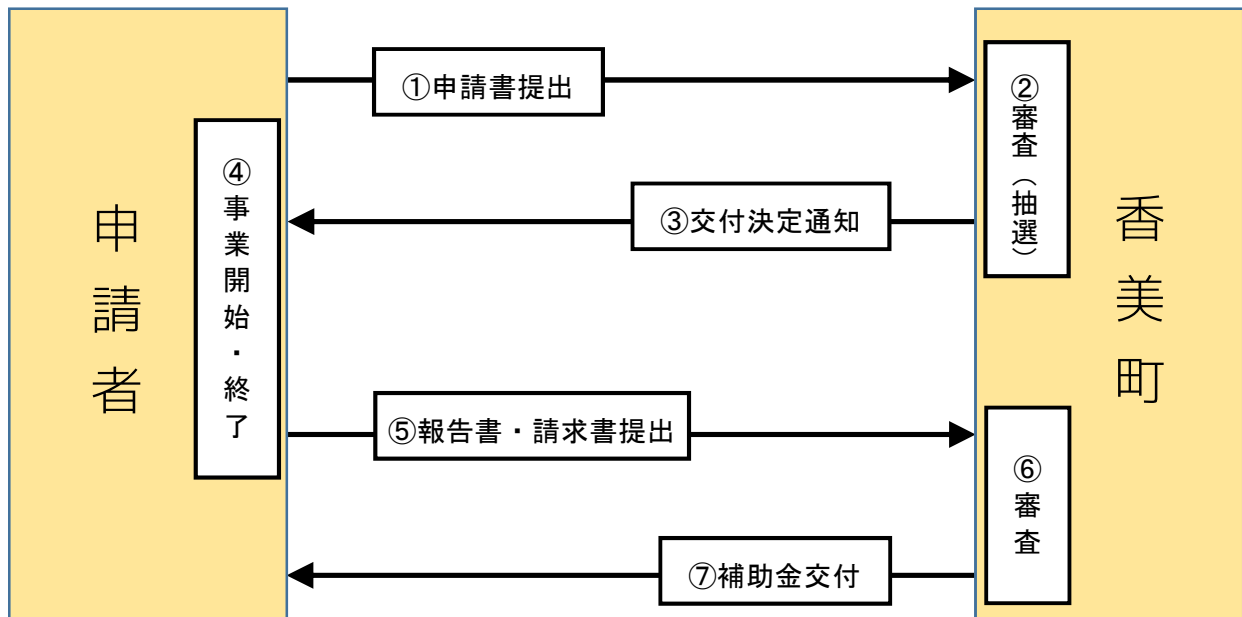 申請者
香美町
①申請書提出
②審査（抽選）
③交付決定通知
④事業開始・終了
⑤報告書・請求書提出
⑥審査
⑦補助金交付